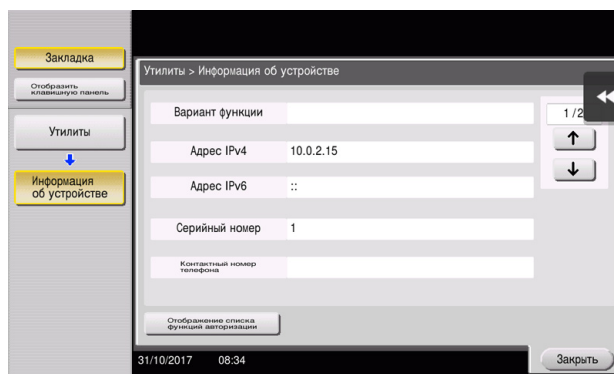 Закладка
Отобразить
клавишную панель
Утилиты
Информация
об устройстве
Утилиты > Информация об устройстве
Вариант функции
Адрес IPv4 10.0.2.15
Адрес IPv6 ::
Серийный номер 1
Контактный номер
телефона
1/2
Отображение списка
функций авторизации
31/10/2017 08:34
Закрыть